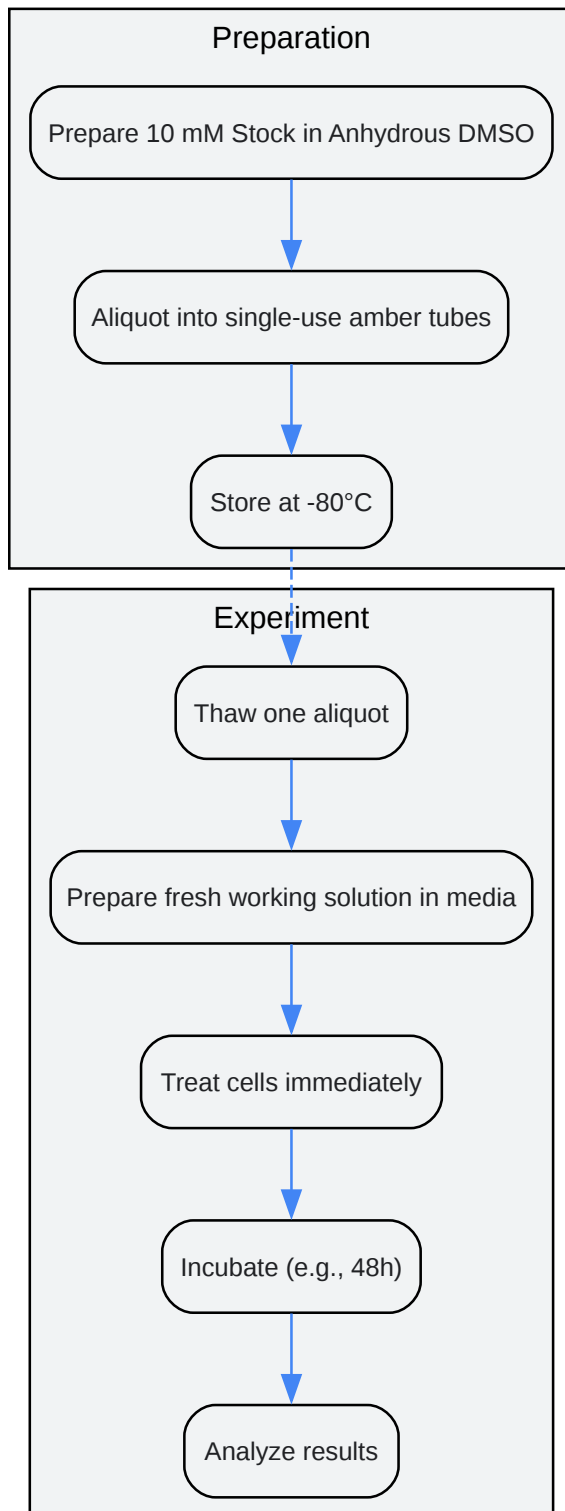 Preparation
Prepare 10 mM Stock in Anhydrous DMSO
Aliquot into single-use amber tubes
Store at -80°C
Experiment
Thaw one aliquot
Prepare fresh working solution in media
Treat cells immediately
Incubate (e.g., 48h)
Analyze results